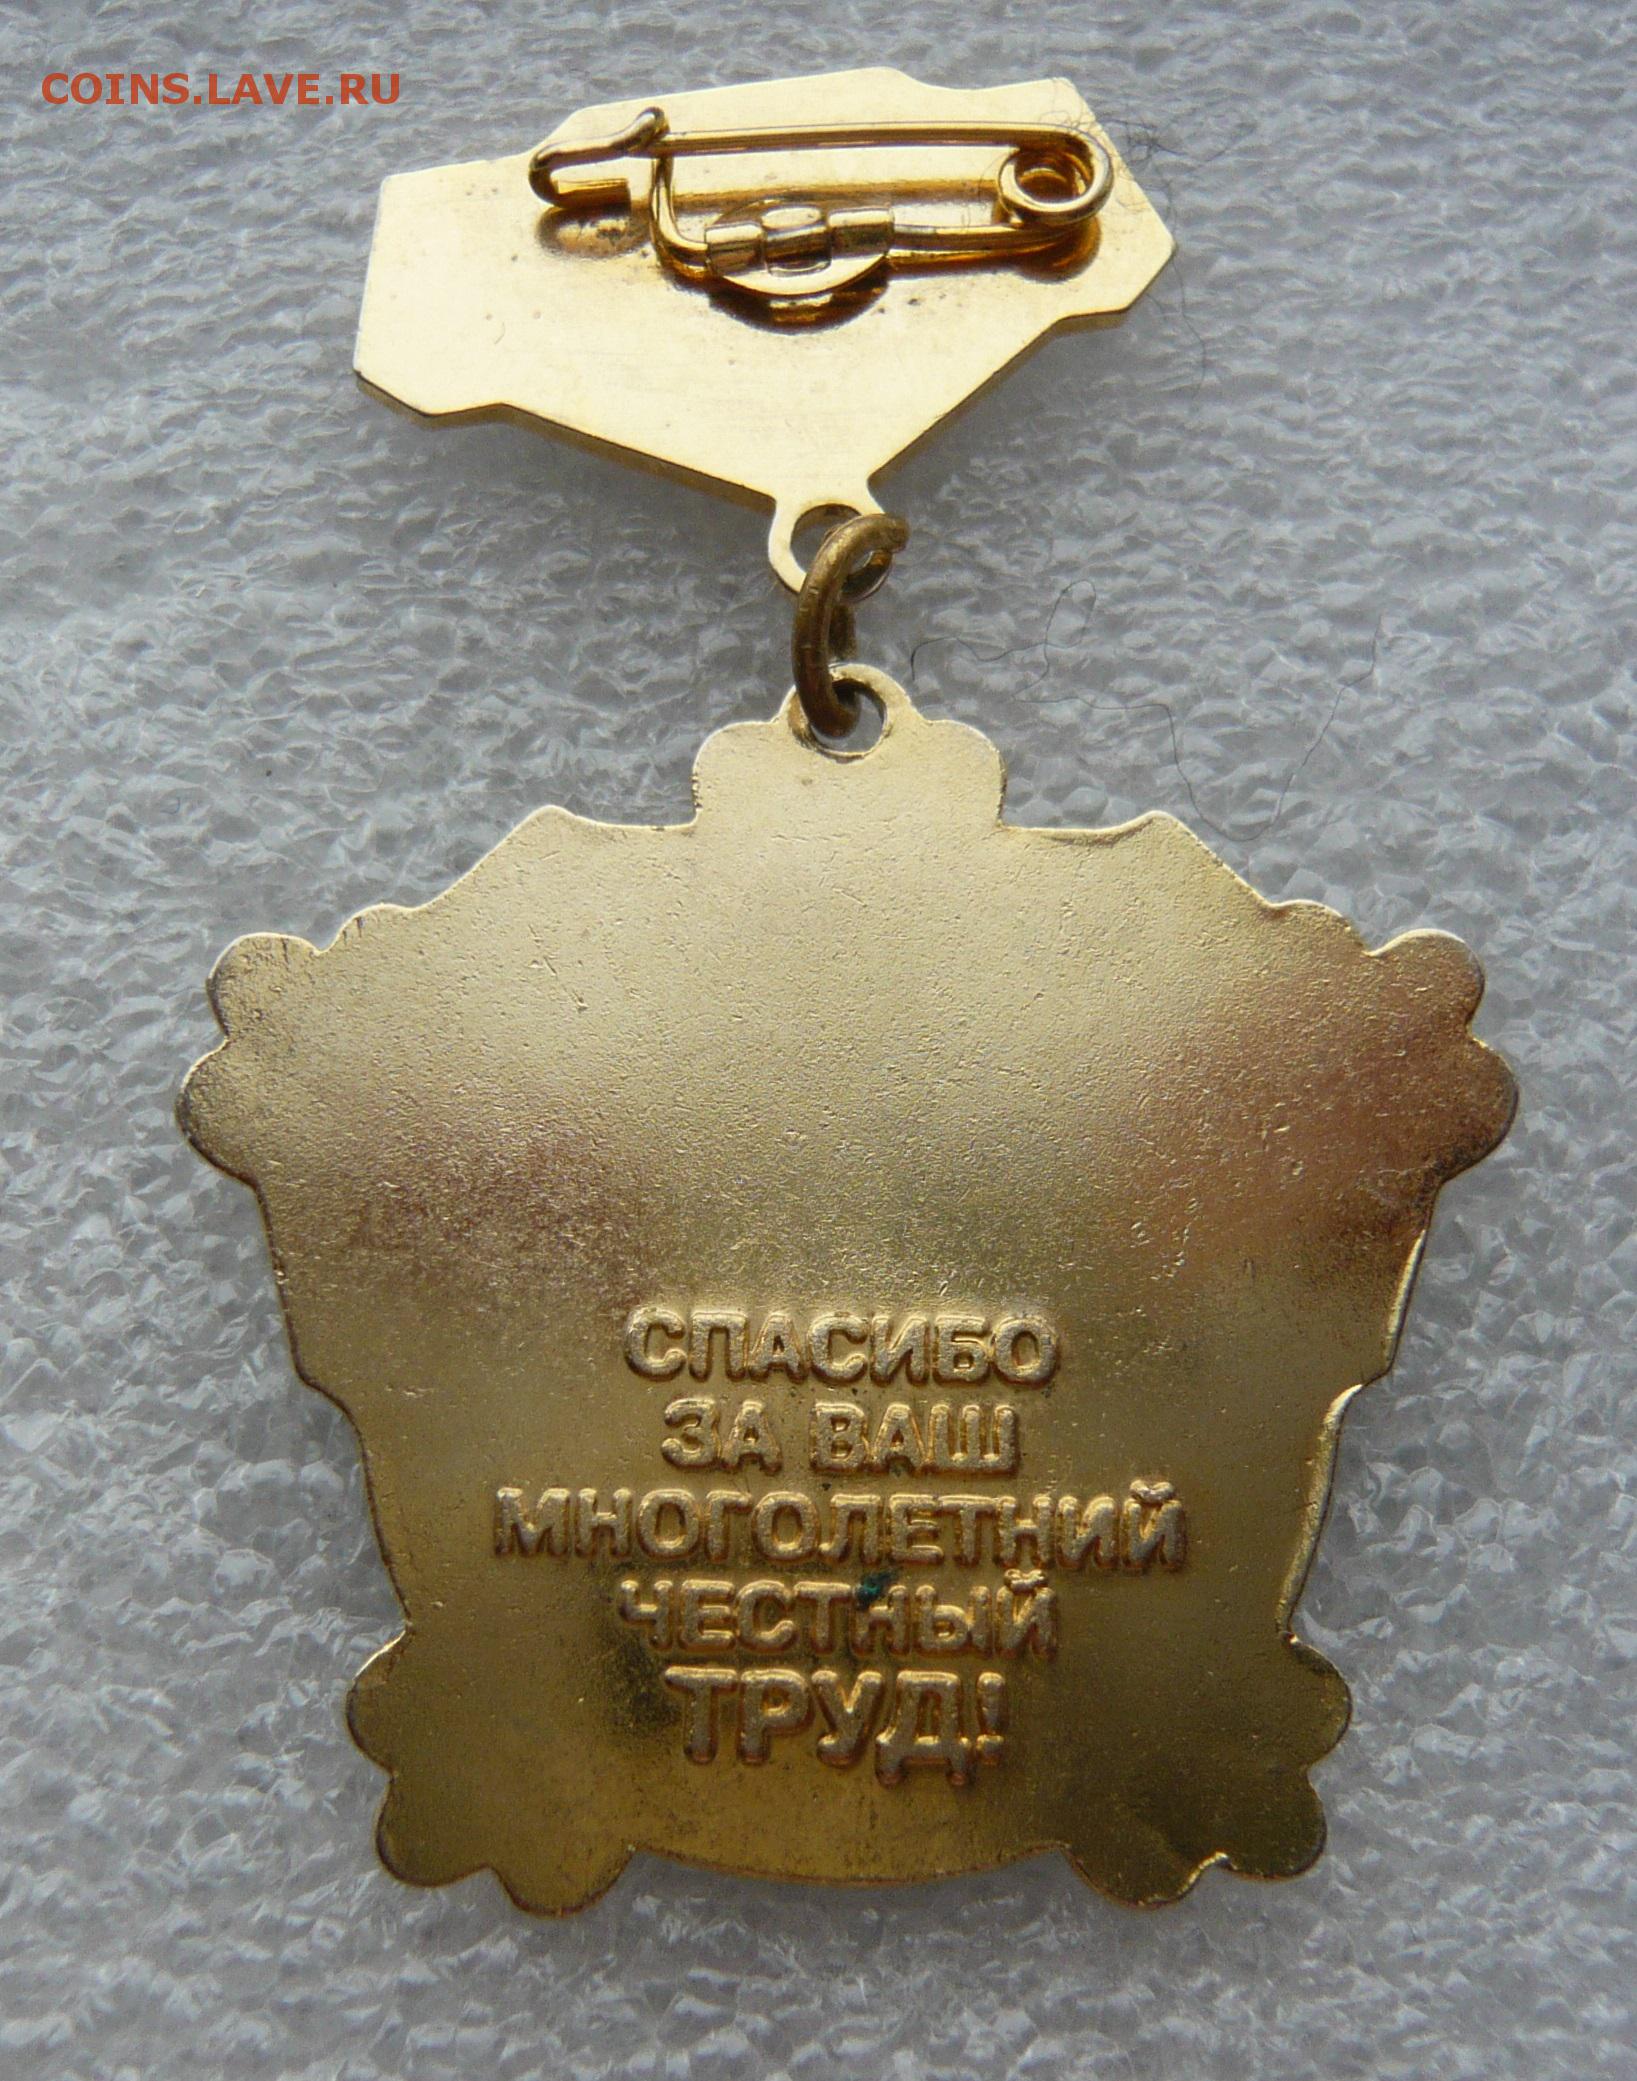 COINS.LAVE.RU
СПАСИБО
ЗА ВАШ
МНОГОЛЕТНИЙ
ЧЕСТНЫЙ
ТРУД!